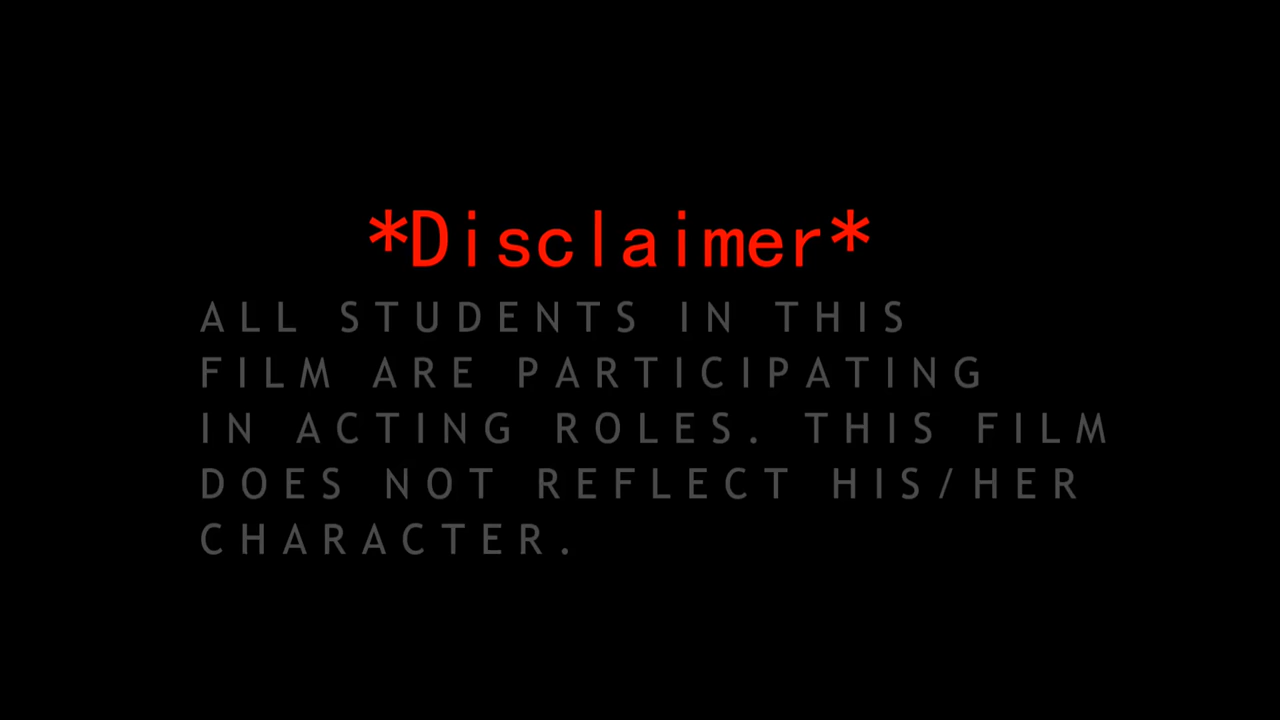 *Disclaimer*
ALL STUDENTS IN THIS
FILM ARE PARTICIPATING
IN ACTING ROLES. THIS FILM
DOES NOT REFLECT HIS/HER
CHARACTER.